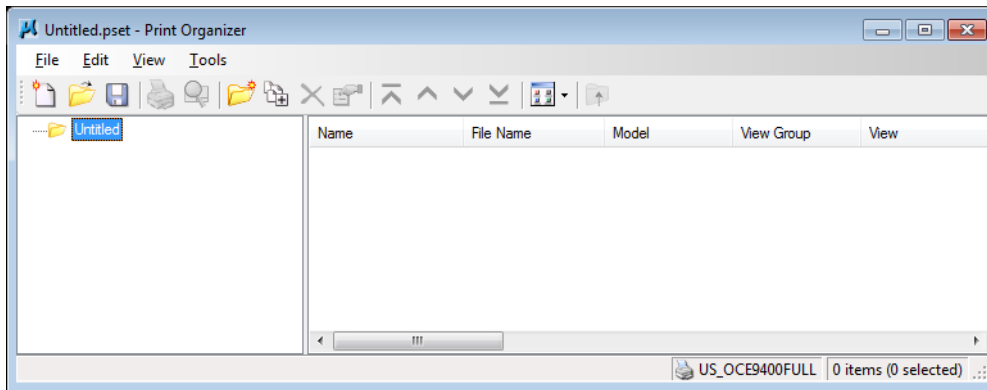 Untitled.pset - Print Organizer
File Edit View Tools
Untitled
Name File Name Model View Group View
US_OCE9400FULL 0 items (0 selected)